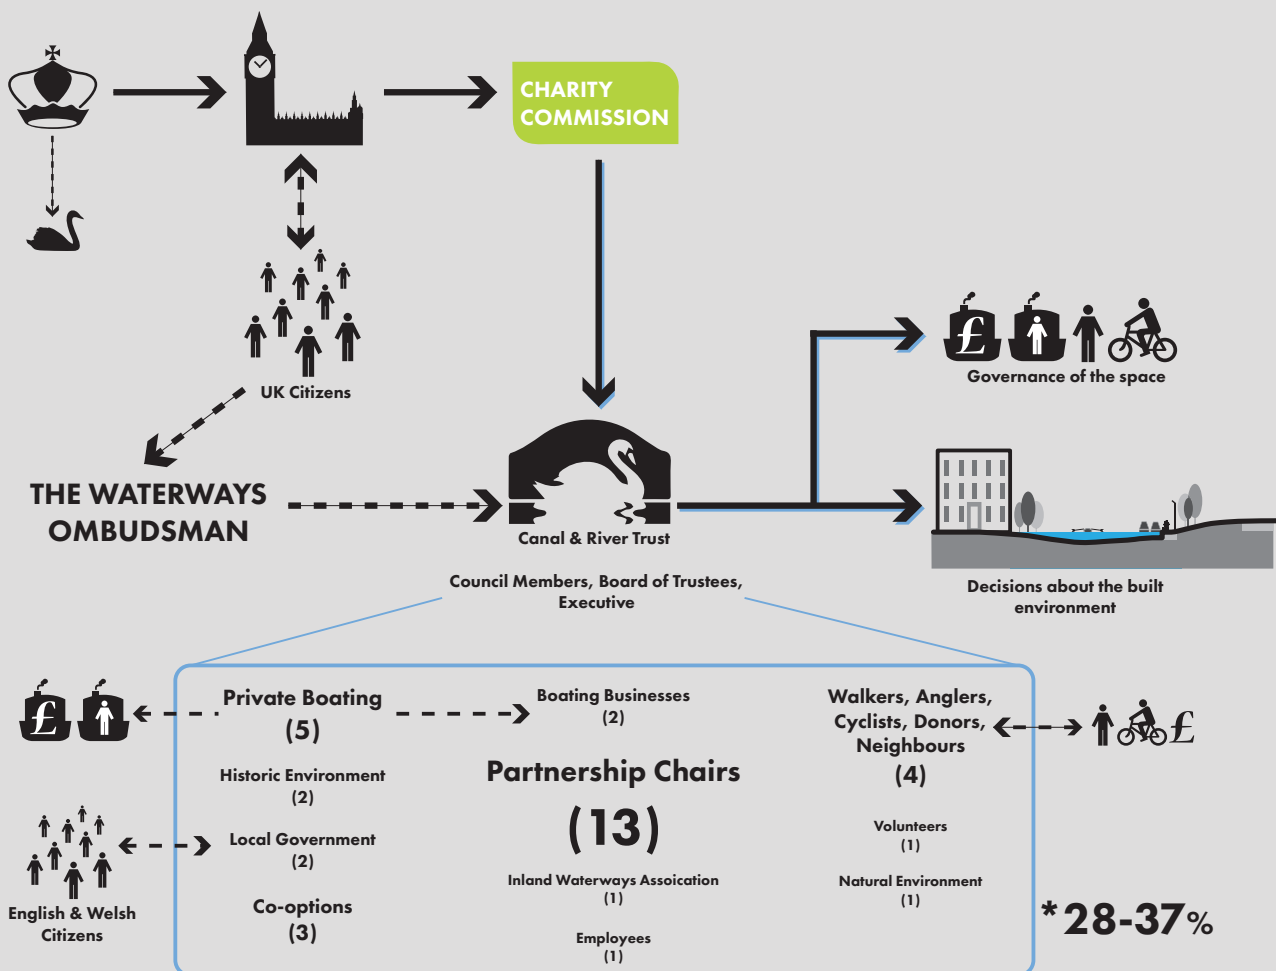 CHARITY
COMMISSION
UK Citizens
£
Governance of the space
THE WATERWAYS
OMBUDSMAN
Canal & River Trust
Council Members, Board of Trustees,
Executive
Decisions about the built
environment
£
Private Boating
(5)
Boating Businesses
(2)
Walkers, Anglers,
Cyclists, Donors,
Neighbours
(4)
£
Historic Environment
(2)
Partnership Chairs
(13)
Local Government
(2)
Volunteers
(1)
English & Welsh
Citizens
Co-options
(3)
Inland Waterways Assoication
(1)
Natural Environment
(1)
Employees
(1)
*28-37%